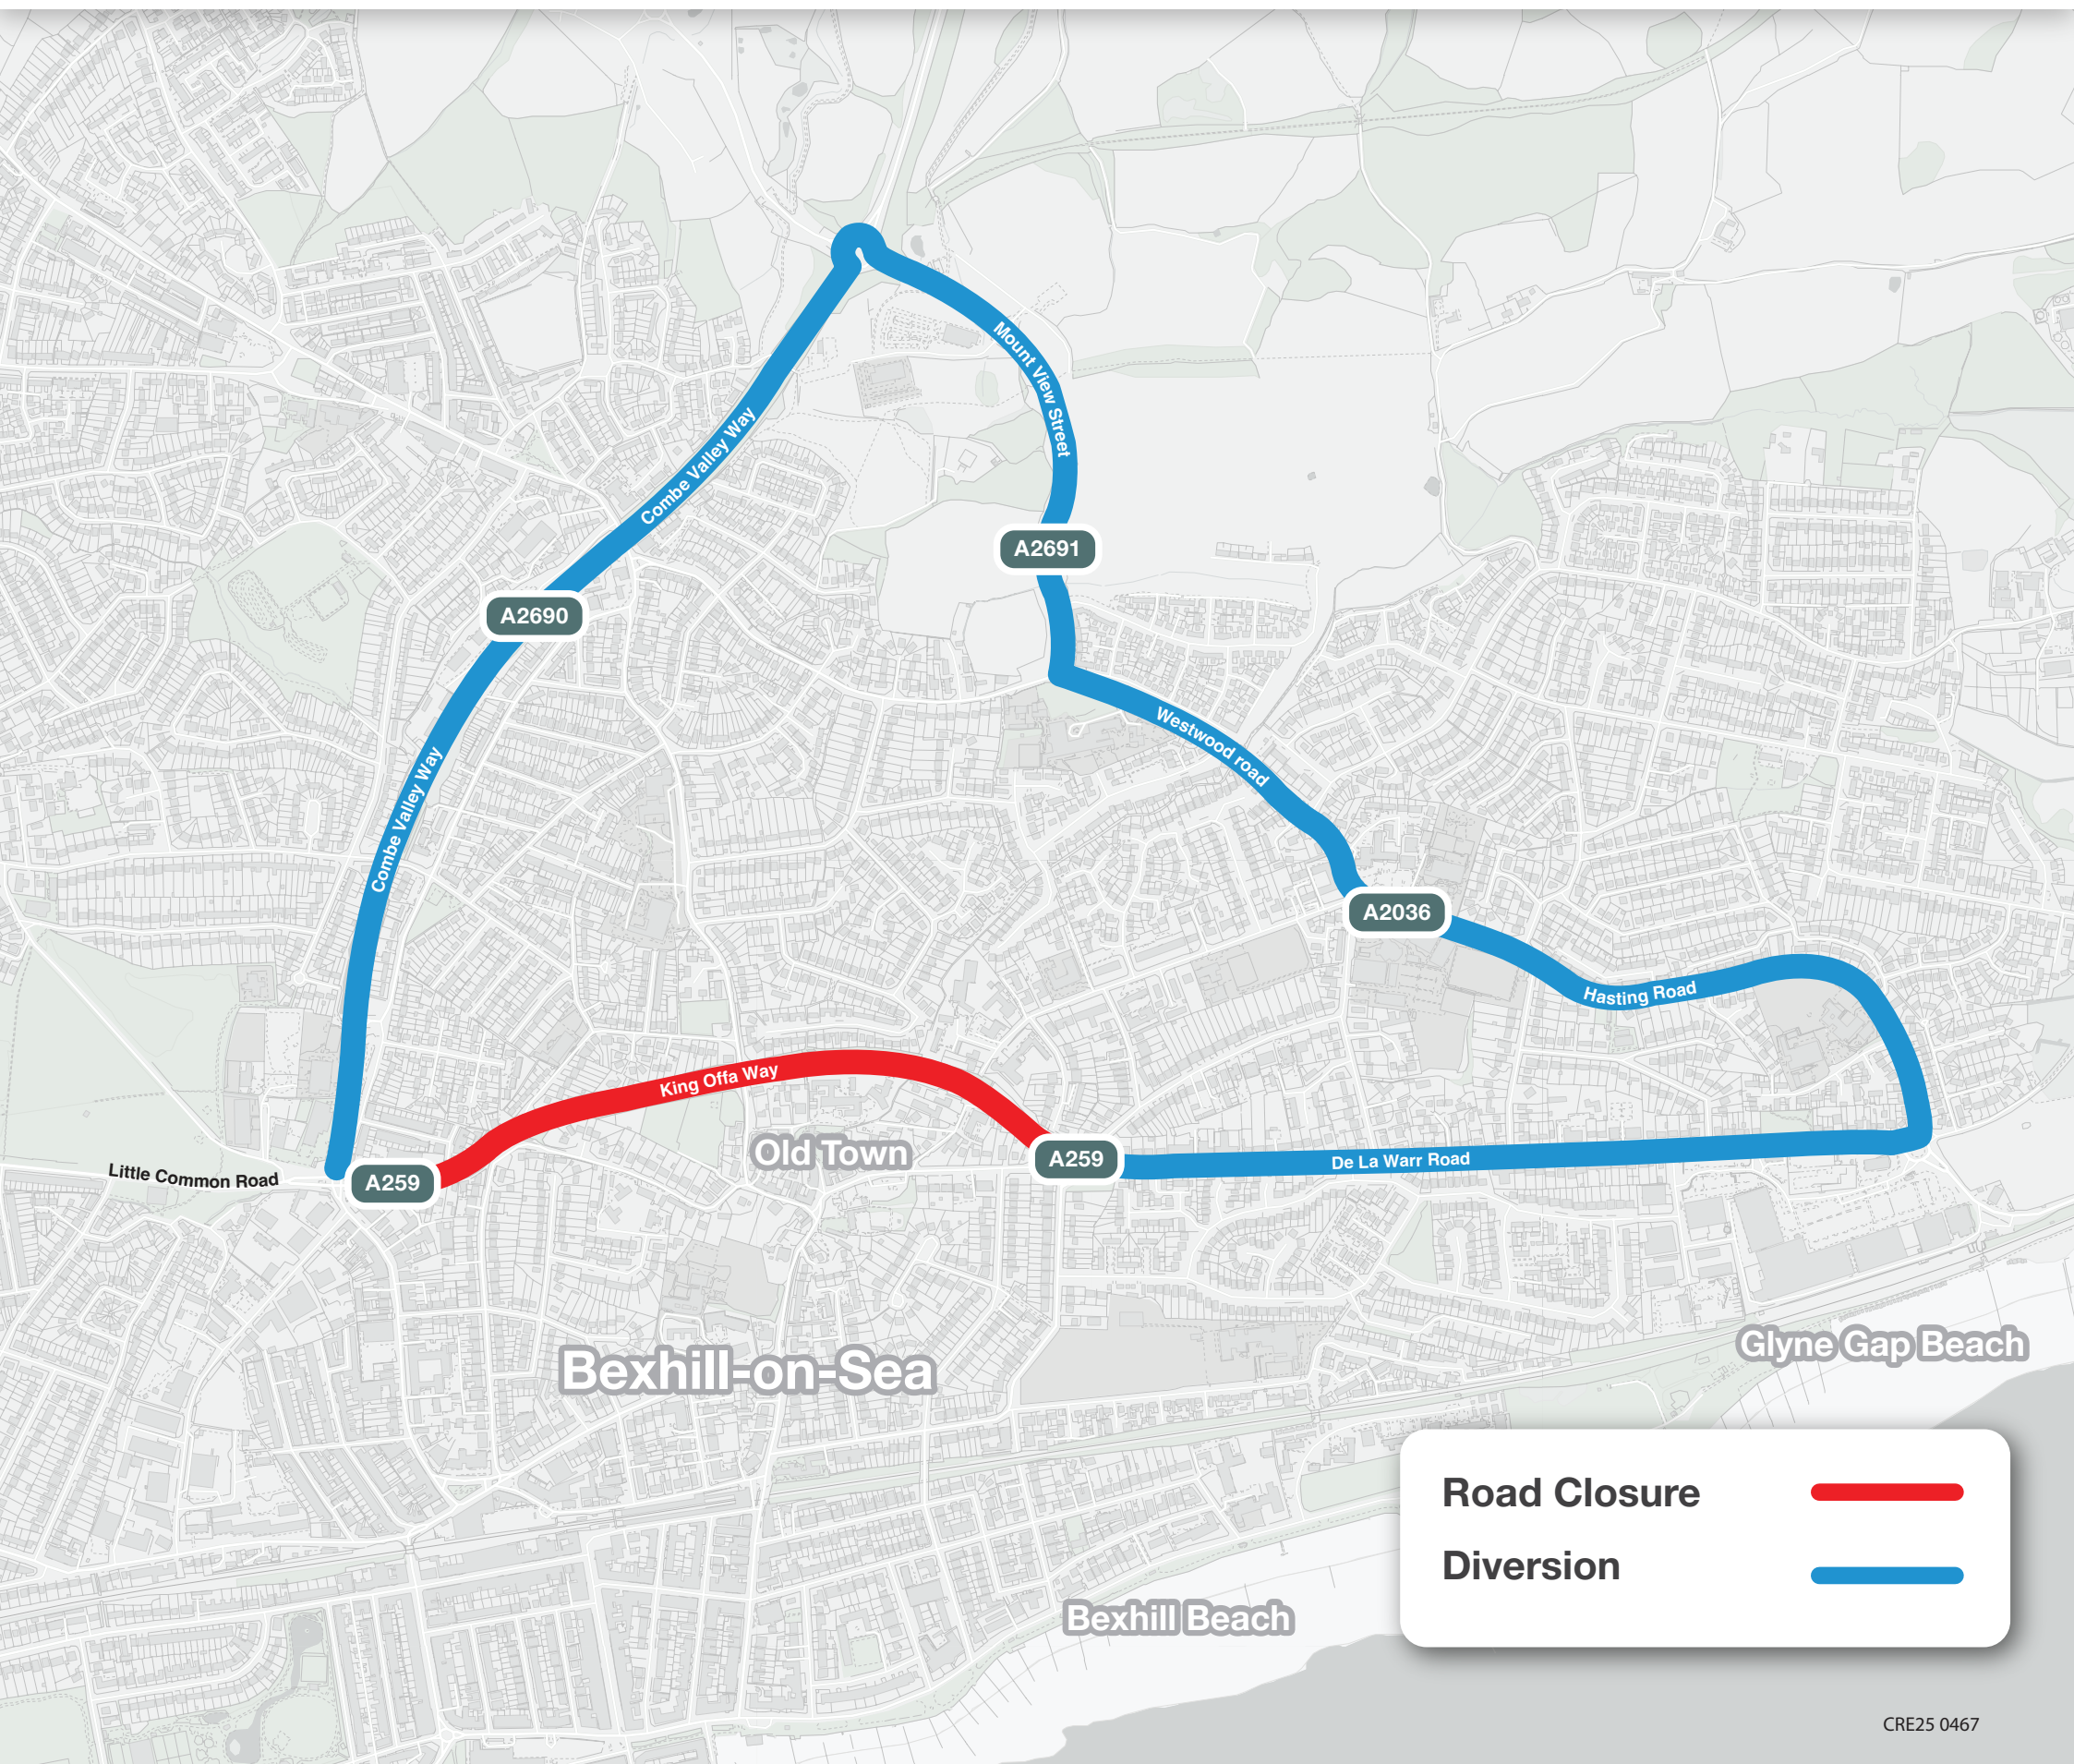 Mount View Street
Combe Valley Way
A2691
A2690
Westwood road
Combe Valley Way
A2036
Hasting Road
King Offa Way
Old Town
A259
De La Warr Road
Little Common Road
A259
Glyne Gap Beach
Bexhill-on-Sea
Road Closure
Diversion
Bexhill Beach
CRE25 0467